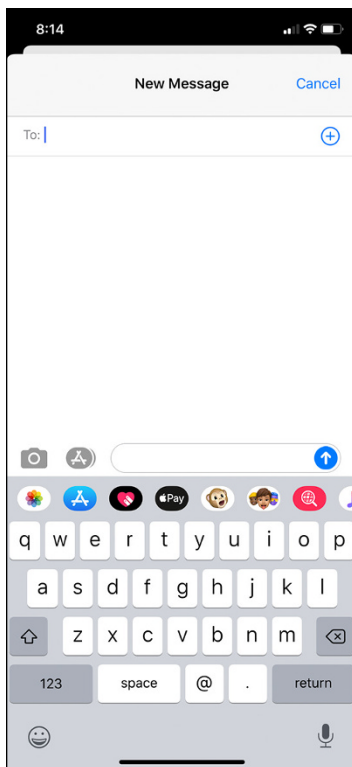 8:14
New Message Cancel
To:
Pay
q w e r t y u i o p
a s d f g h j k l
z x c v b n m
123 space @ . return